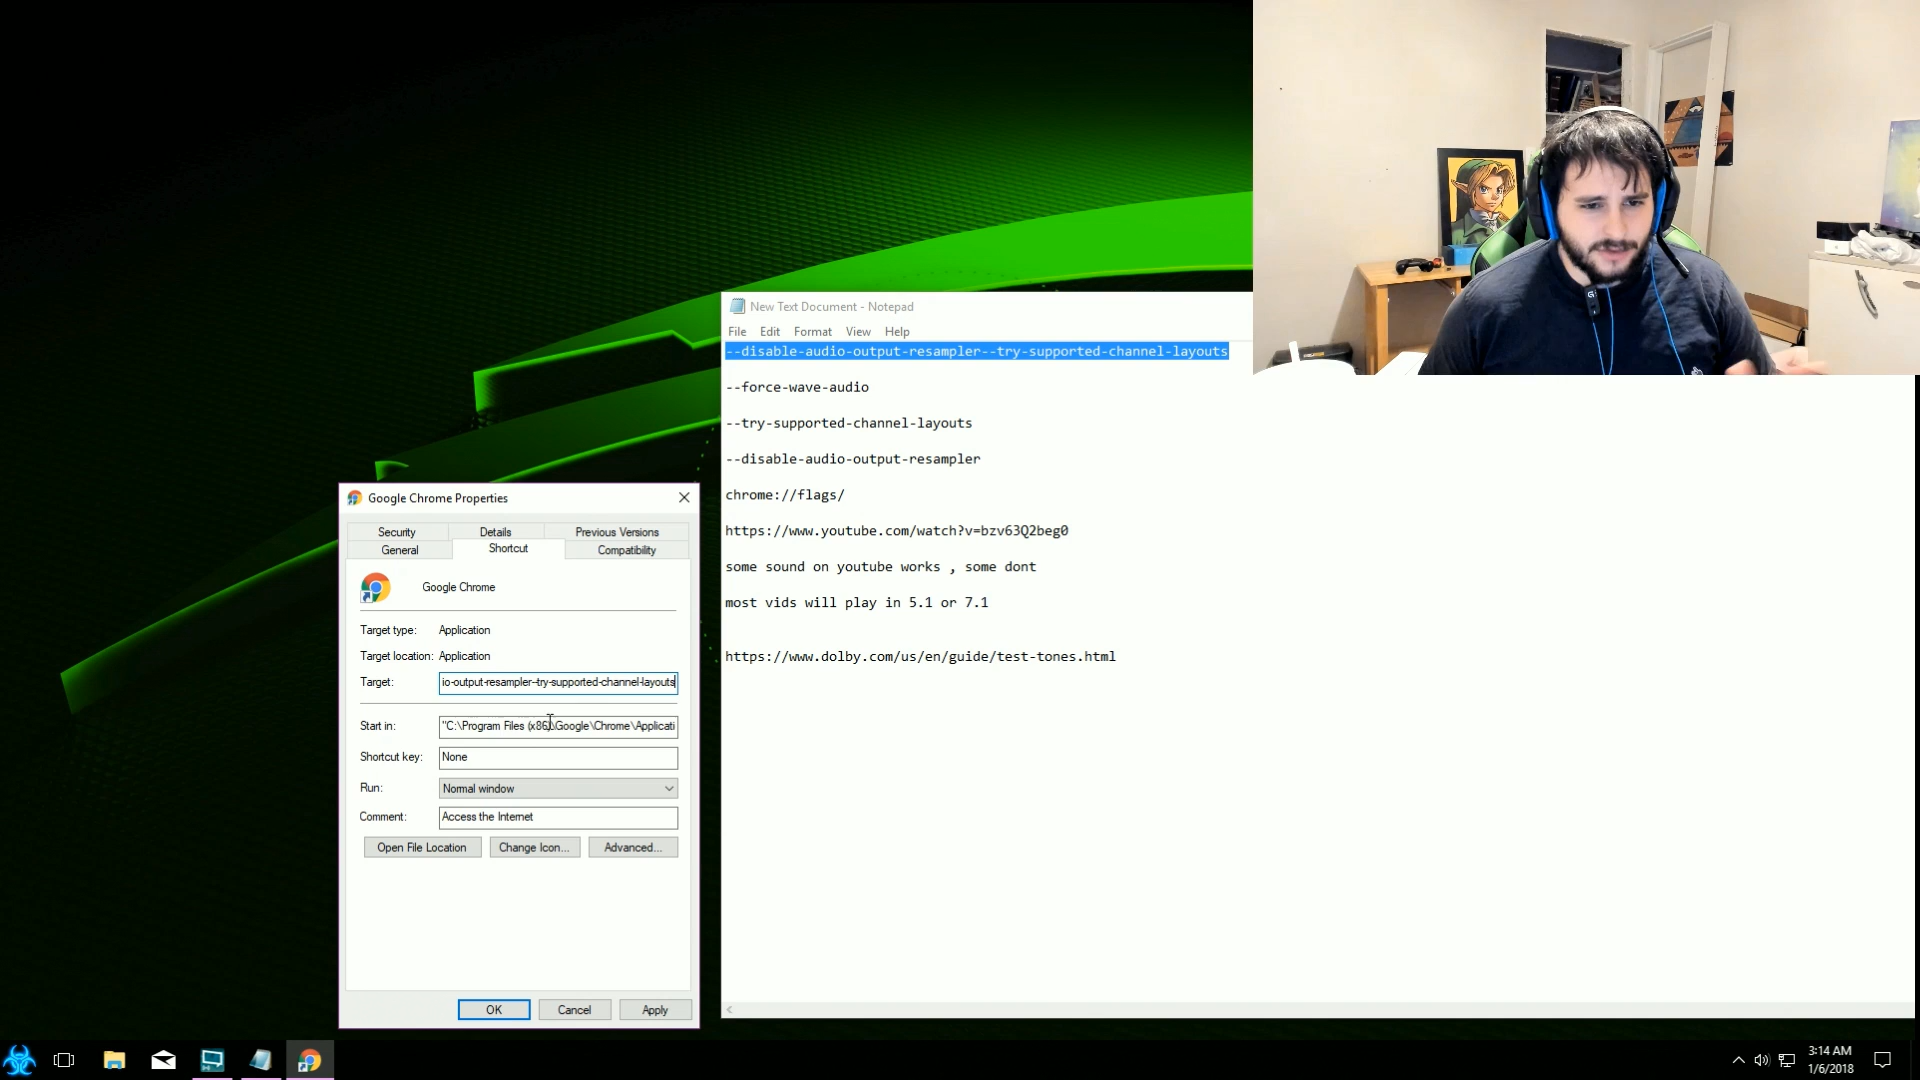 New Text Document - Notepad
File Edit Format View Help
--disable-audio-output-resampler--try-supported-channel-layouts
--force-wave-audio
--try-supported-channel-layouts
--disable-audio-output-resampler
chrome://flags/
https://www.youtube.com/watch?v=bzv63Q2beg0
some sound on youtube works , some dont
most vids will play in 5.1 or 7.1
https://www.dolby.com/us/en/guide/test-tones.html
Google Chrome Properties
Security Details Previous Versions
General Shortcut Compatibility
Google Chrome
Target type: Application
Target location: Application
Target: io-output-resampler--try-supported-channel-layouts
Start in: "C:\Program Files (x86)\Google\Chrome\Applicati
Shortcut key: None
Run: Normal window
Comment: Access the Internet
Open File Location Change Icon... Advanced...
OK Cancel Apply
3:14 AM
1/6/2018